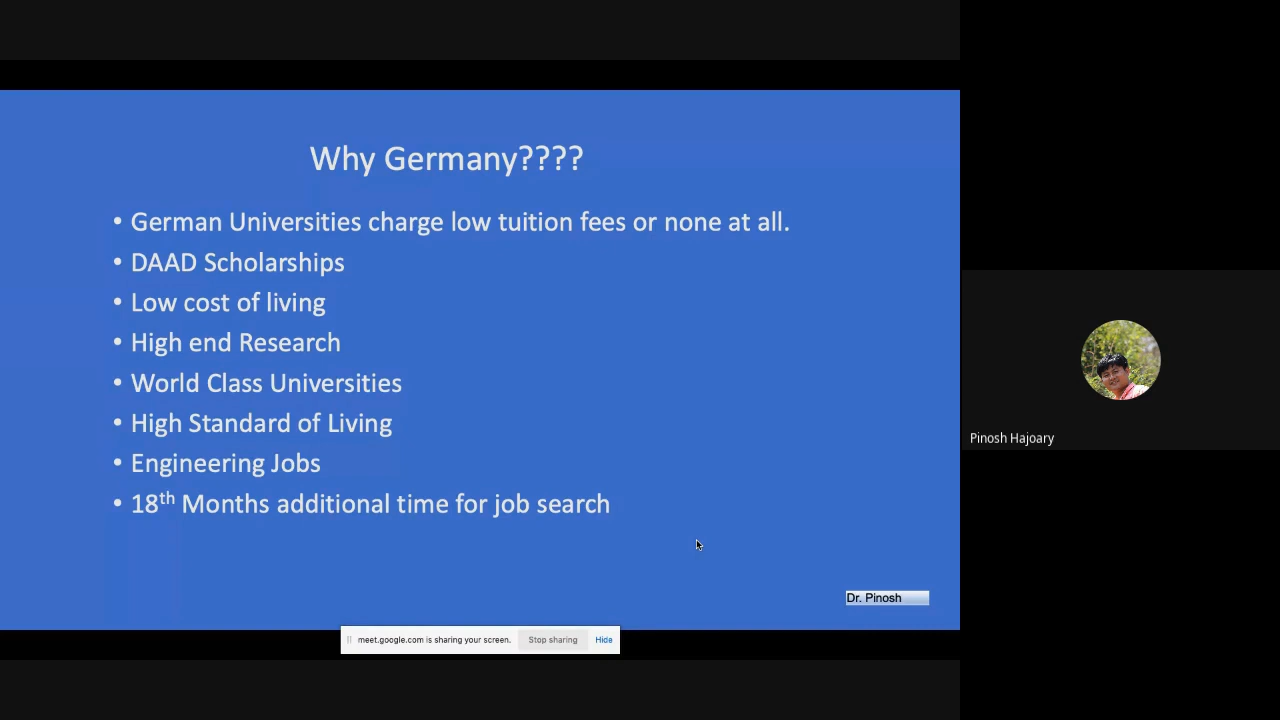 Why Germany????
• German Universities charge low tuition fees or none at all.
• DAAD Scholarships
• Low cost of living
• High end Research
• World Class Universities
• High Standard of Living
• Engineering Jobs
• 18th Months additional time for job search
Dr. Pinosh
meet.google.com is sharing your screen. Stop sharing Hide
Pinosh Hajoary